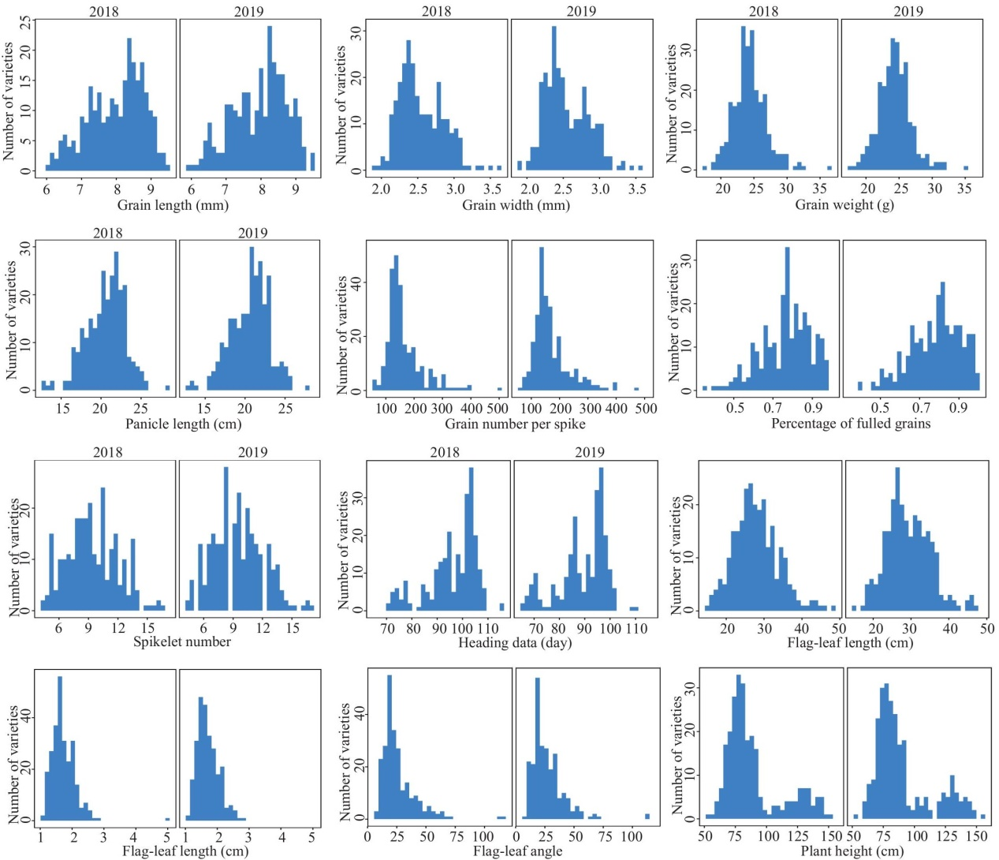 2018 2019 2018 2019 2018 2019
Number of varieties 0 5 10 15 20 25
Number of varieties 0 10 20 30
Number of varieties 0 10 20 30
6 7 8 9 6 7 8 9 2.0 2.5 3.0 3.5 2.0 2.5 3.0 3.5 20 25 30 35 20 25 30 35
Grain length (mm) Grain width (mm) Grain weight (g)
2018 2019
Number of varieties 0 10 20 30
Number of varieties 0 20 40
Number of varieties 0 10 20 30
15 20 25 15 20 25 100 200 300 400 500 100 200 300 400 500 0.5 0.7 0.9 0.5 0.7 0.9
Panicle length (cm) Grain number per spike Percentage of fulled grains
2018 2019 2018 2019
Number of varieties 0 10 20
Number of varieties 0 10 20 30
Number of varieties 0 10 20
6 9 12 15 6 9 12 15 70 80 90 100 110 70 80 90 100 110 20 30 40 50 20 30 40 50
Spikelet number Heading data (day) Flag-leaf length (cm)
Number of varieties 0 20 40
Number of varieties 0 20 40
Number of varieties 0 10 20 30
1 2 3 4 5 1 2 3 4 5 0 25 50 75 100 0 25 50 75 100 50 75 100 125 150 50 75 100 125 150
Flag-leaf length (cm) Flag-leaf angle Plant height (cm)